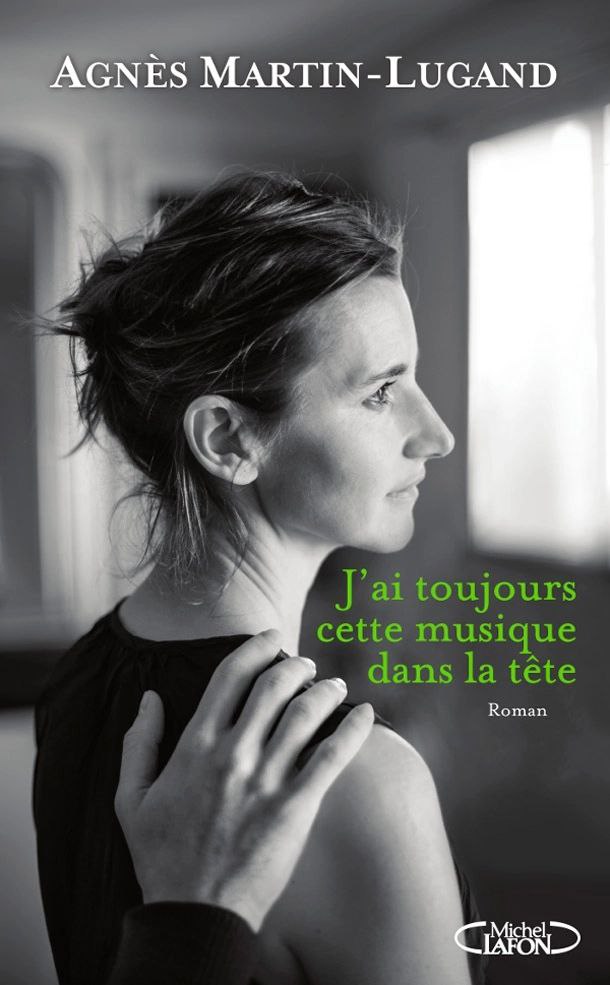 AGNÈS MARTIN-LUGAND
J'ai toujours
cette musique
dans la tête
Roman
Michel
LAFON